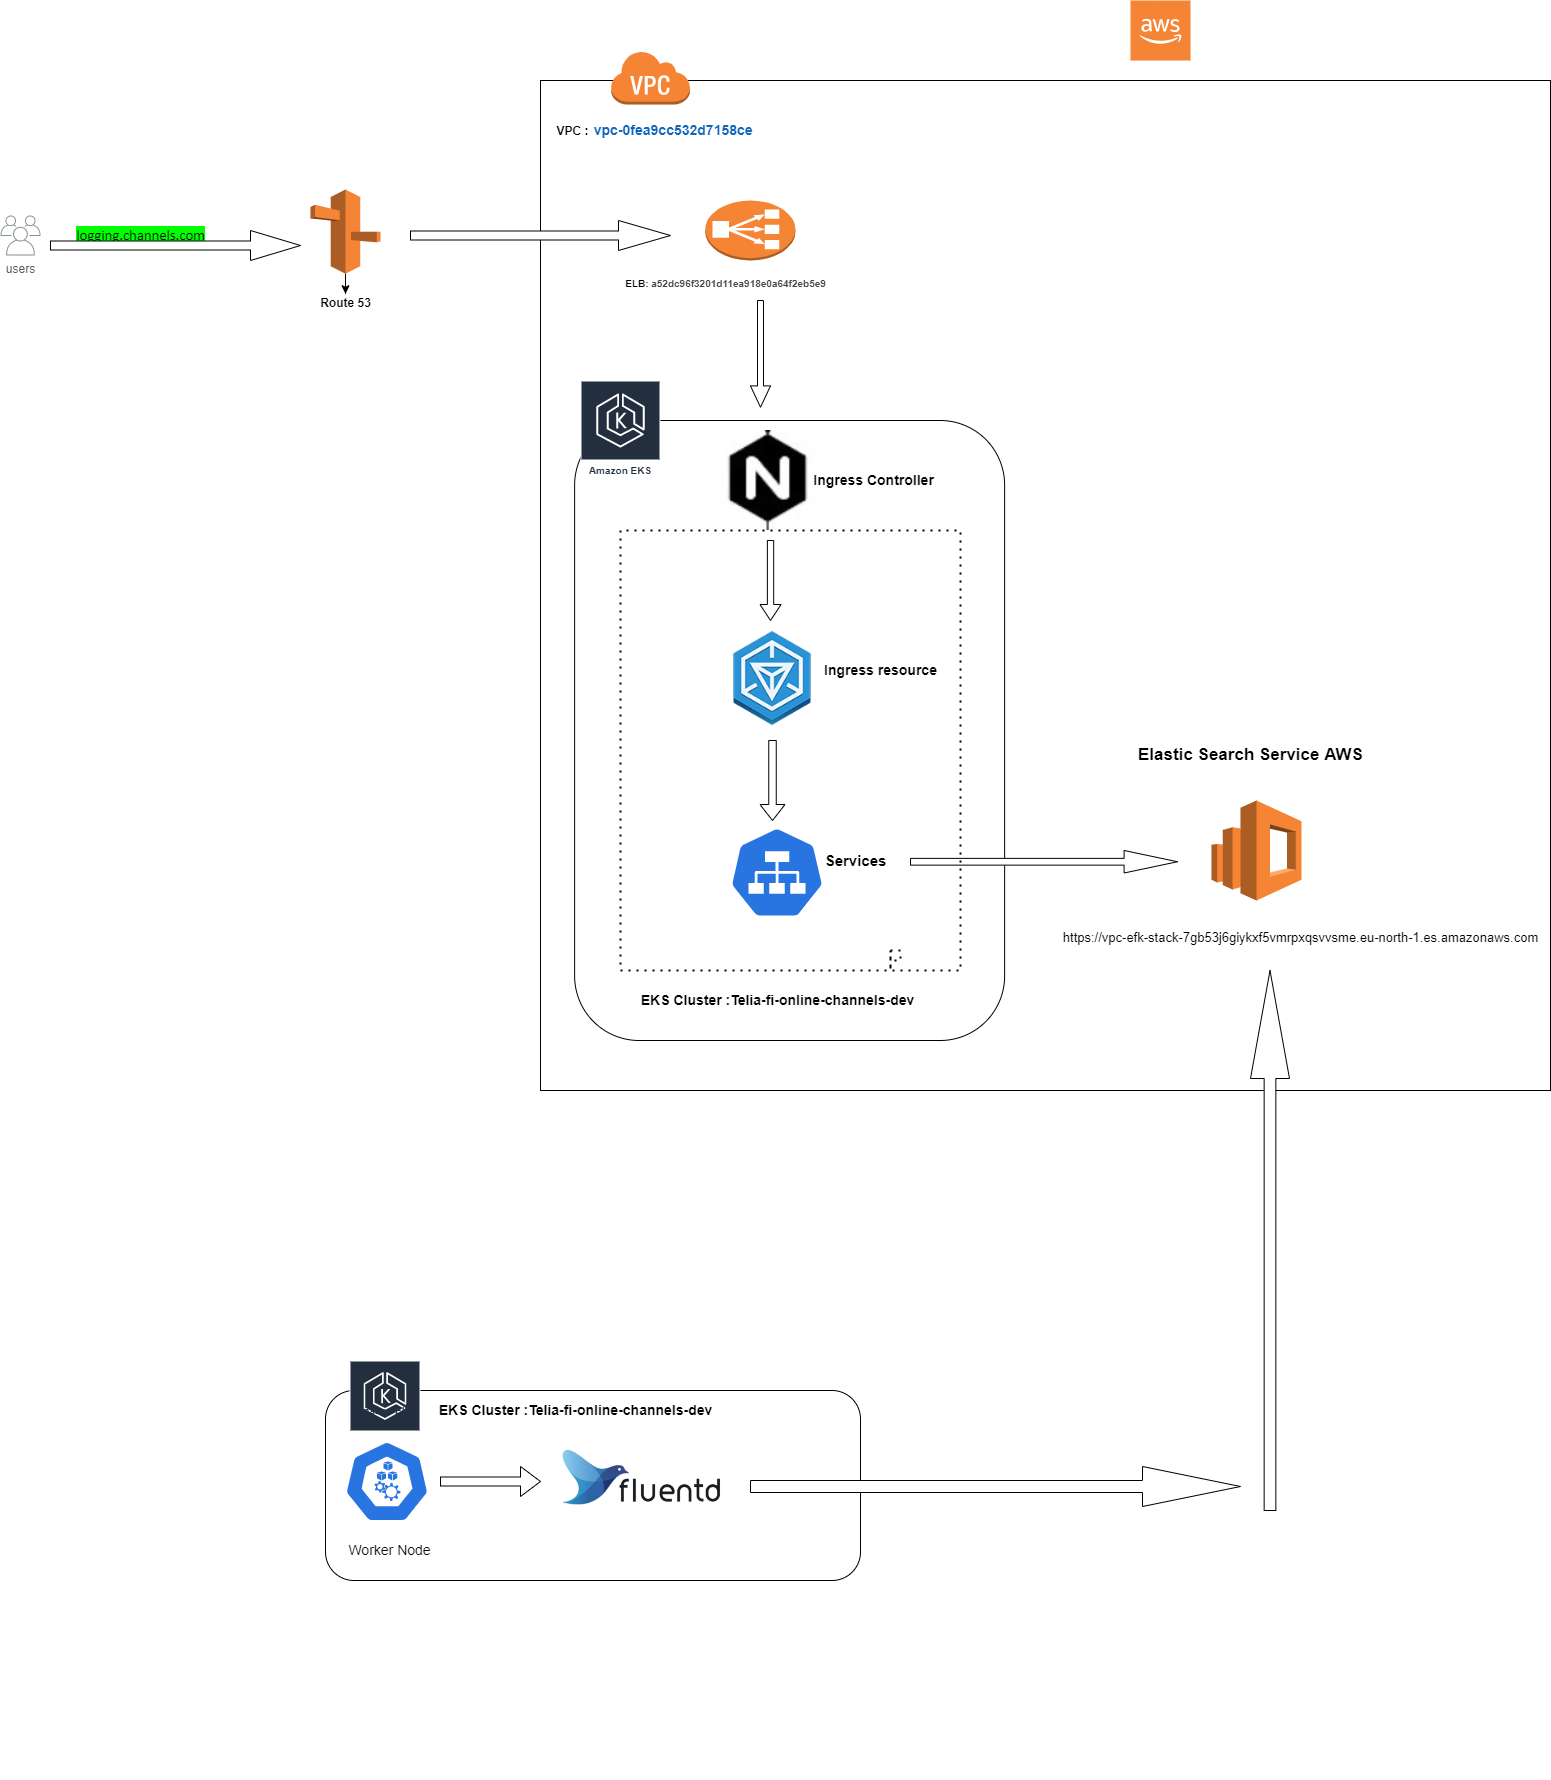 aws
VPC
VPC : vpc-0fea9cc532d7158ce
logging.channels.com
users
Route 53
ELB: a52dc96f3201d11ea918e0a64f2eb5e9
K
Amazon EKS
N
Ingress Controller
Ingress resource
Elastic Search Service AWS
Services
https://vpc-efk-stack-7gb53j6giykxf5vmrpxqsvvsme.eu-north-1.es.amazonaws.com
EKS Cluster :Telia-fi-online-channels-dev
K
EKS Cluster :Telia-fi-online-channels-dev
fluentd
Worker Node